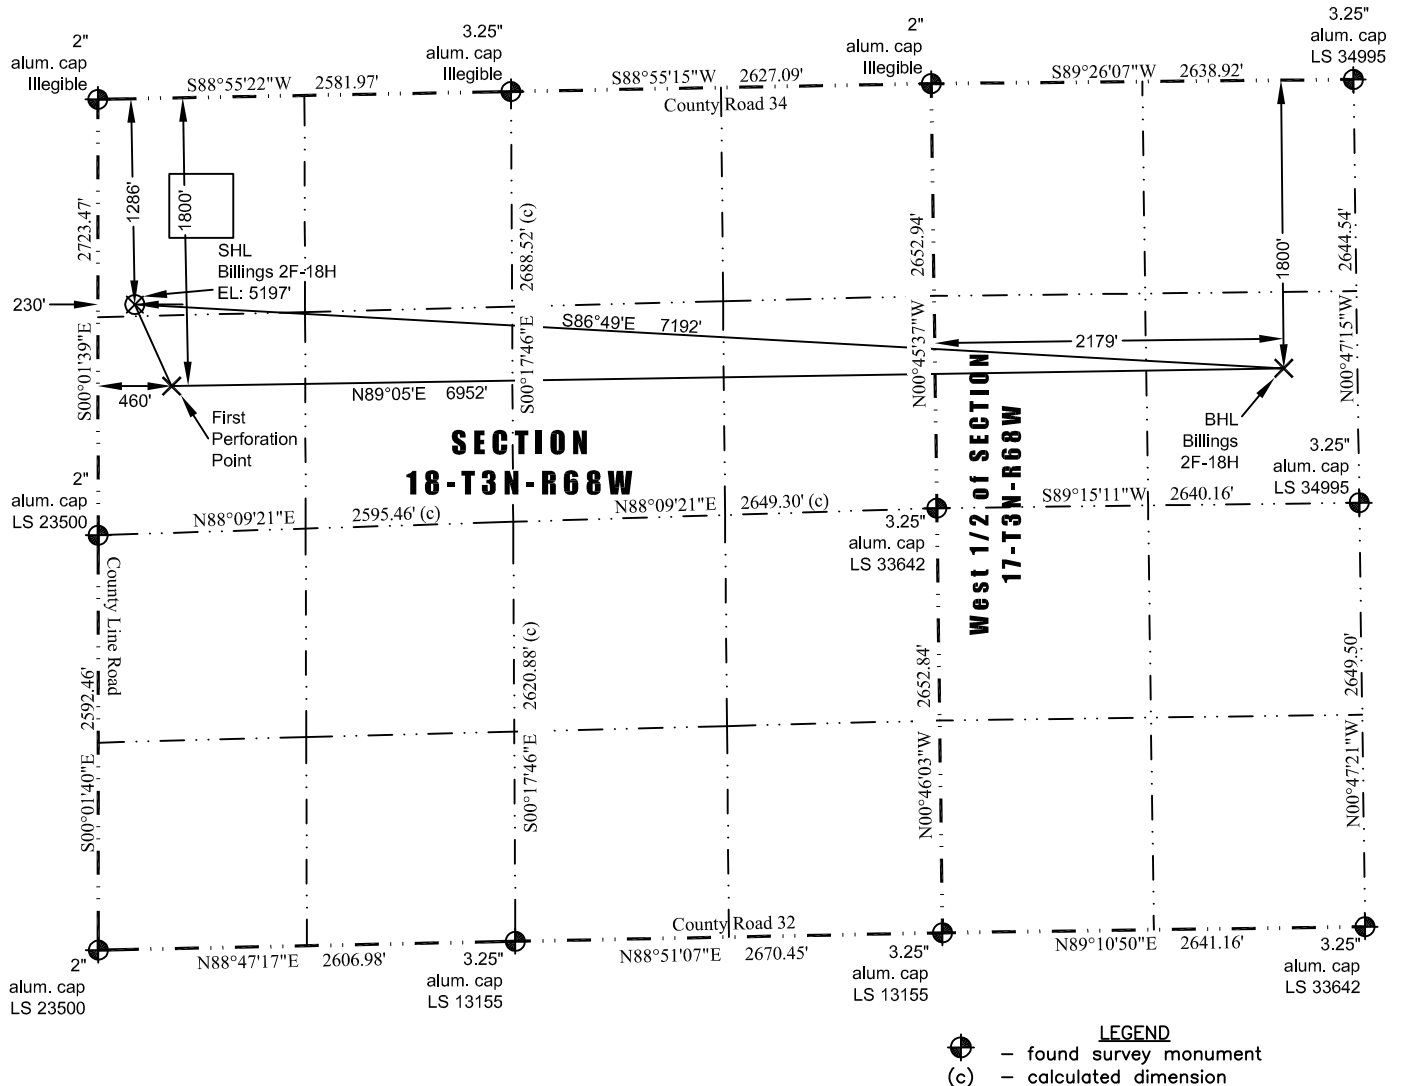 2"
alum. cap
Illegible
3.25"
alum. cap
Illegible
2"
alum. cap
Illegible
3.25"
alum. cap
LS 34995
S88°55'22"W 2581.97'
S88°55'15"W 2627.09'
S89°26'07"W 2638.92'
County Road 34
1286'
1800'
2723.47'
2688.52' (c)
2652.94'
2644.54'
1800'
SHL
Billings 2F-18H
EL: 5197'
230'
S86°49'E 7192'
2179'
S00°01'39"E
S00°17'46"E
N00°45'37"W
N00°47'15"W
460'
N89°05'E 6952'
First
Perforation
Point
BHL
Billings
2F-18H
SECTION
18-T3N-R68W
West 1/2 of SECTION
17-T3N-R68W
2"
alum. cap
LS 23500
3.25"
alum. cap
LS 34995
N88°09'21"E 2595.46' (c)
N88°09'21"E 2649.30' (c)
S89°15'11"W 2640.16'
3.25"
alum. cap
LS 33642
County Line Road
2592.46'
2620.88' (c)
2652.84'
2649.50'
S00°01'40"E
S00°17'46"E
N00°46'03"W
N00°47'21"W
County Road 32
N88°47'17"E 2606.98'
N88°51'07"E 2670.45'
N89°10'50"E 2641.16'
2"
alum. cap
LS 23500
3.25"
alum. cap
LS 13155
3.25"
alum. cap
LS 13155
3.25"
alum. cap
LS 33642
LEGEND
– found survey monument
(c) – calculated dimension